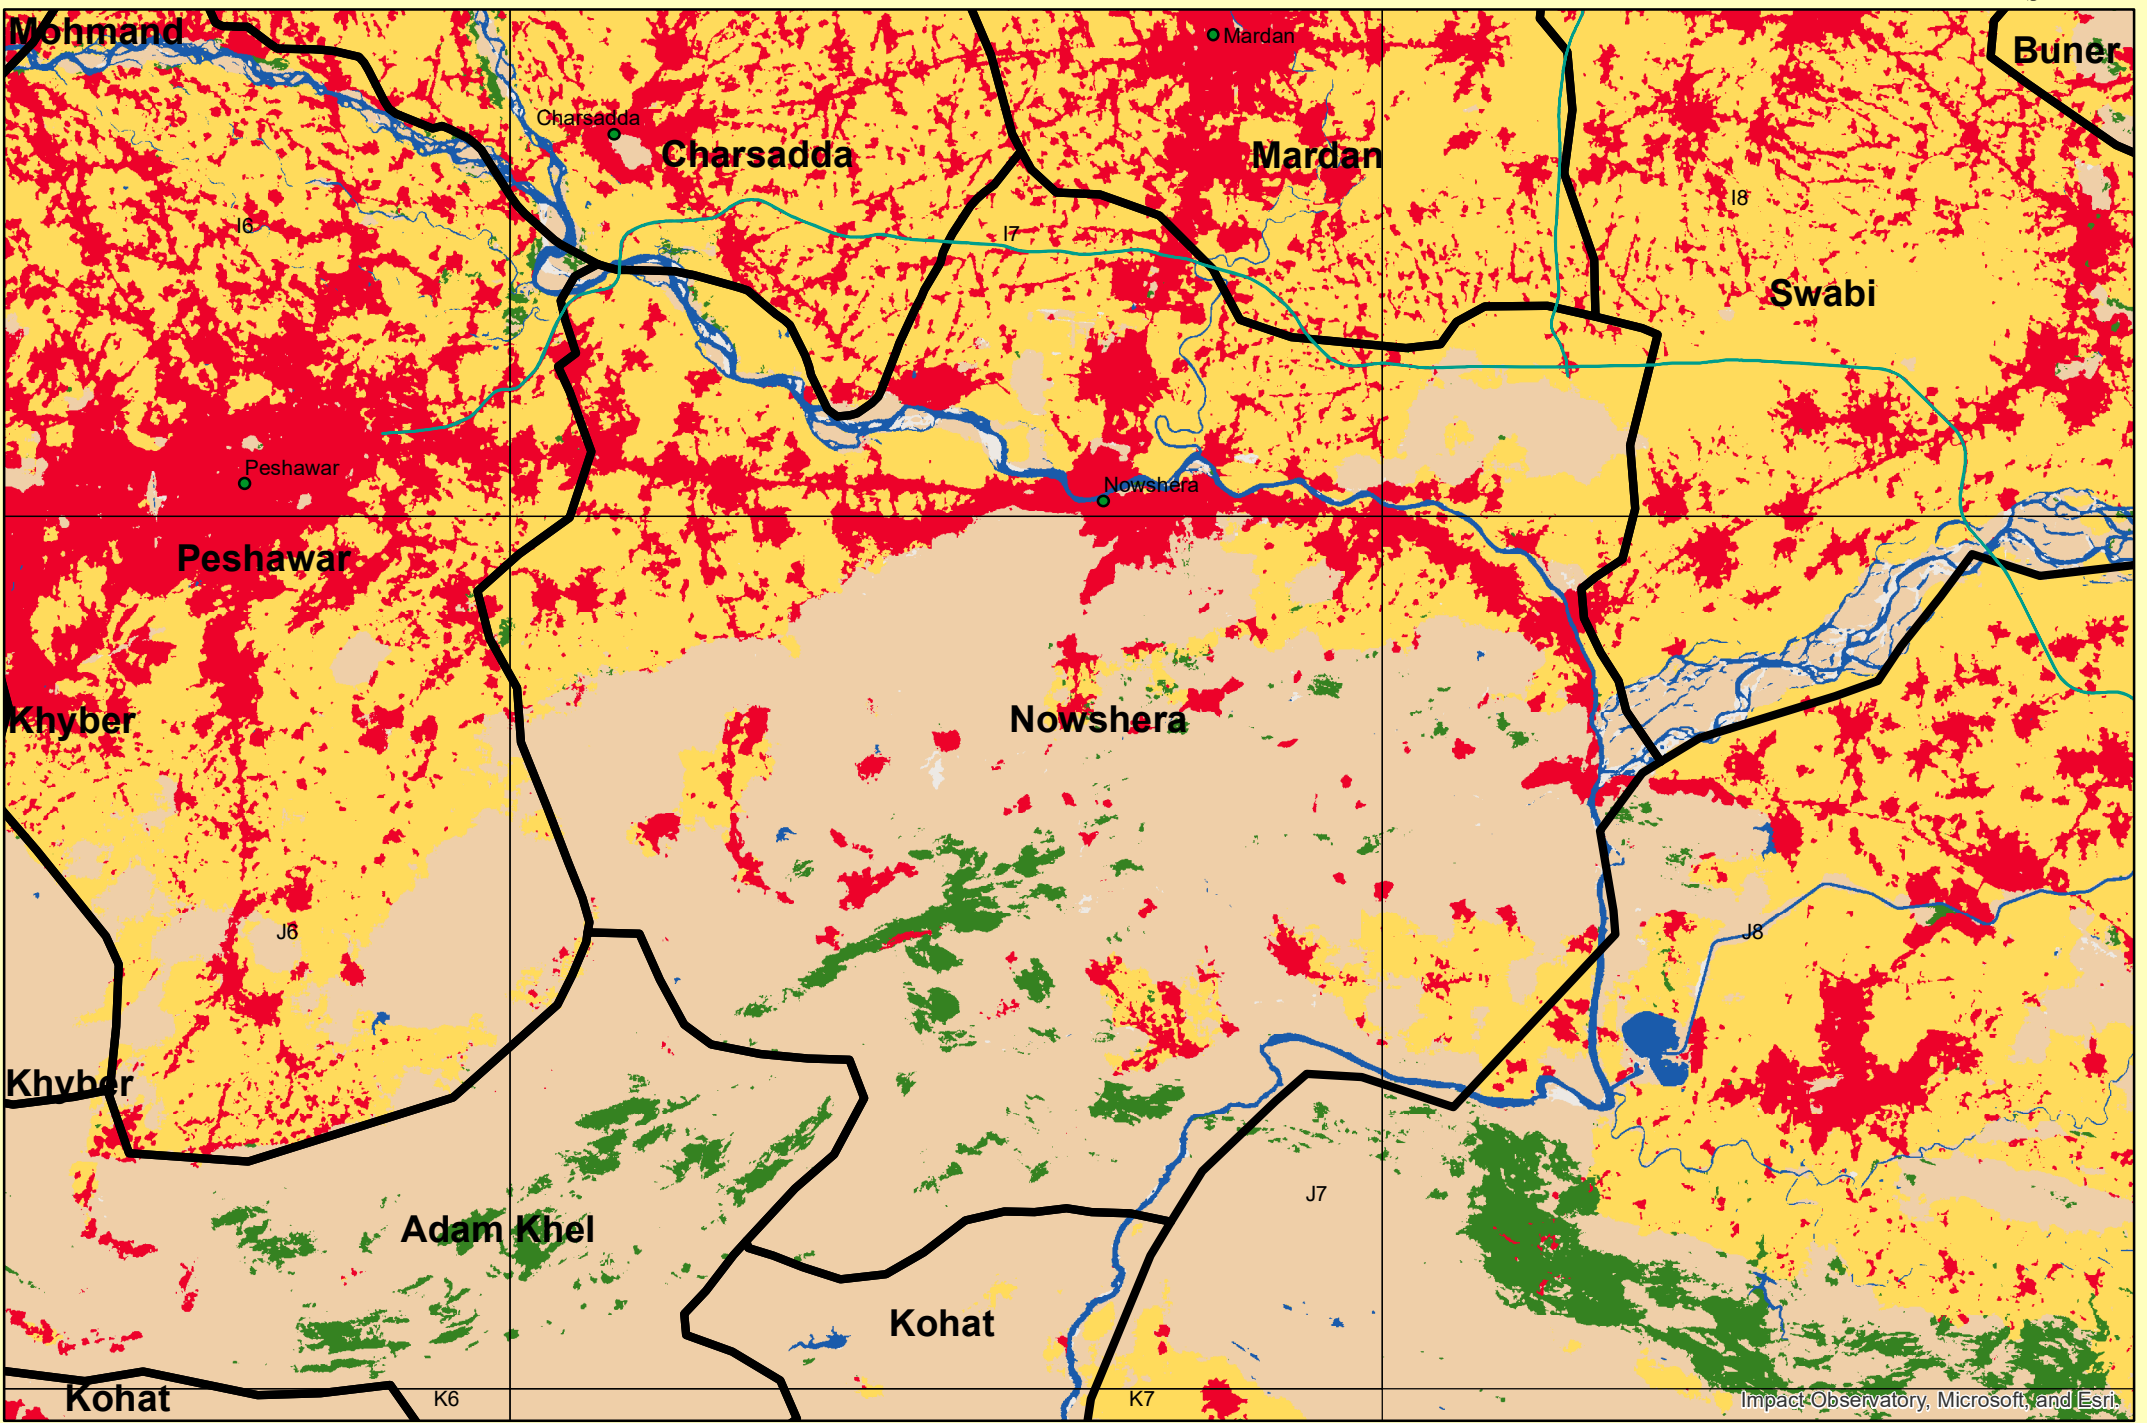 Mohmand
Mardan
Buner
Charsadda
Charsadda
Mardan
I6
I7
I8
Swabi
Peshawar
Nowshera
Peshawar
Khyber
Nowshera
J6
J8
Khyber
J7
Adam Khel
Kohat
Kohat
K6
K7
Impact Observatory, Microsoft, and Esri.